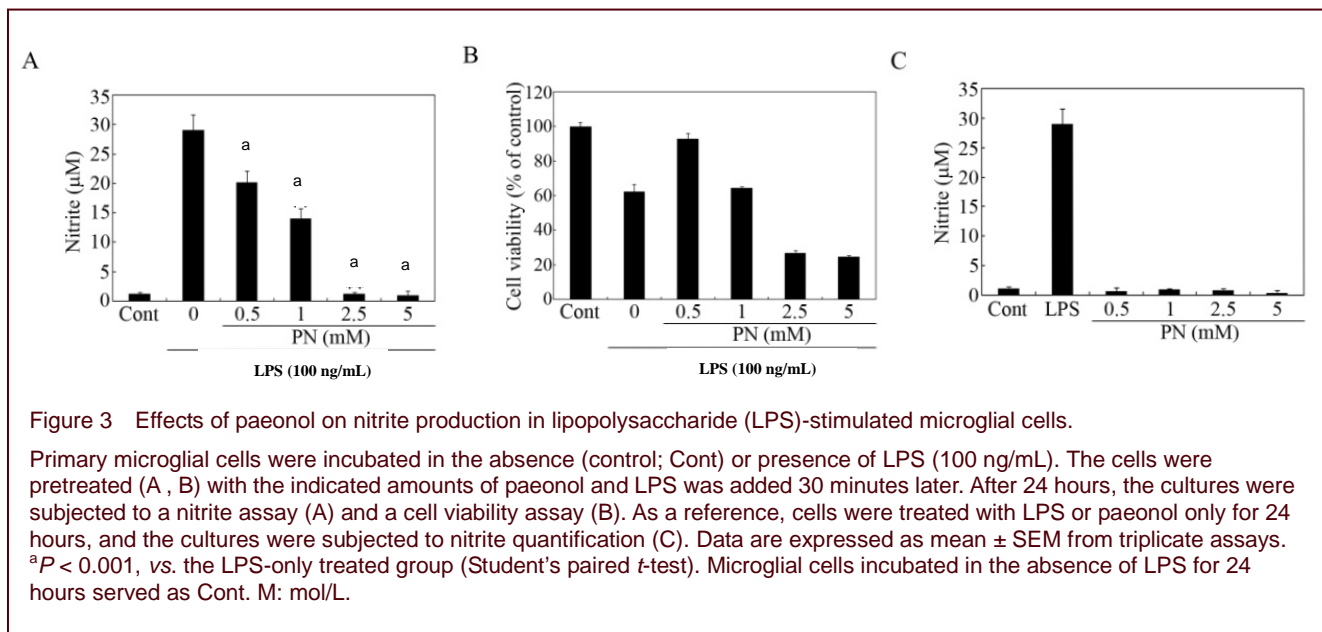 A
B
C
35
30
25
20
15
10
5
0
Nitrite (µM)
a
a
a
a
Cont 0 0.5 1 2.5 5
PN (mM)
LPS (100 ng/mL)
120
100
80
60
40
20
0
Cell viability (% of control)
Cont 0 0.5 1 2.5 5
PN (mM)
LPS (100 ng/mL)
35
30
25
20
15
10
5
0
Nitrite (µM)
Cont LPS 0.5 1 2.5 5
PN (mM)
Figure 3 Effects of paeonol on nitrite production in lipopolysaccharide (LPS)-stimulated microglial cells.
Primary microglial cells were incubated in the absence (control; Cont) or presence of LPS (100 ng/mL). The cells were
pretreated (A , B) with the indicated amounts of paeonol and LPS was added 30 minutes later. After 24 hours, the cultures were
subjected to a nitrite assay (A) and a cell viability assay (B). As a reference, cells were treated with LPS or paeonol only for 24
hours, and the cultures were subjected to nitrite quantification (C). Data are expressed as mean ± SEM from triplicate assays.
ᵃP < 0.001, vs. the LPS-only treated group (Student's paired t-test). Microglial cells incubated in the absence of LPS for 24
hours served as Cont. M: mol/L.